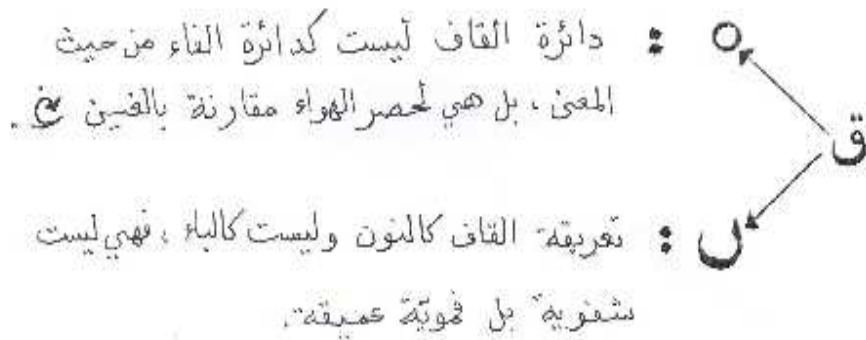 ه : دائرة القاف ليست كدائرة الفاء من حيث
المعنى ، بل هي لحصر الهواء مقارنة بالغين غ .
ق
ں : تعريقة القاف كالنون وليست كالباء ، فهي ليست
شفوية بل فموية عميقة .